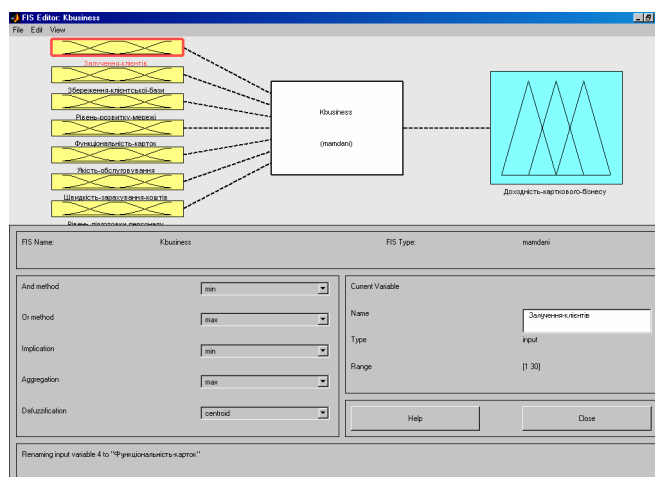 FIS Editor: Kbusiness
File Edit View
Залучення-клієнтів
Збереження-клієнтської-бази
Рівень-розвитку-мережі
Функціональність-карток
Якість-обслуговування
Швидкість-зарахування-коштів
Рівень-підготовки-персоналу
Kbusiness
(mamdani)
Доходність-карткового-бізнесу
FIS Name: Kbusiness FIS Type: mamdani
And method min
Or method max
Implication min
Aggregation max
Defuzzification centroid
Current Variable
Name Залучення-клієнтів
Type input
Range [1 30]
Help Close
Renaming input variable 4 to "Функціональність-карток"